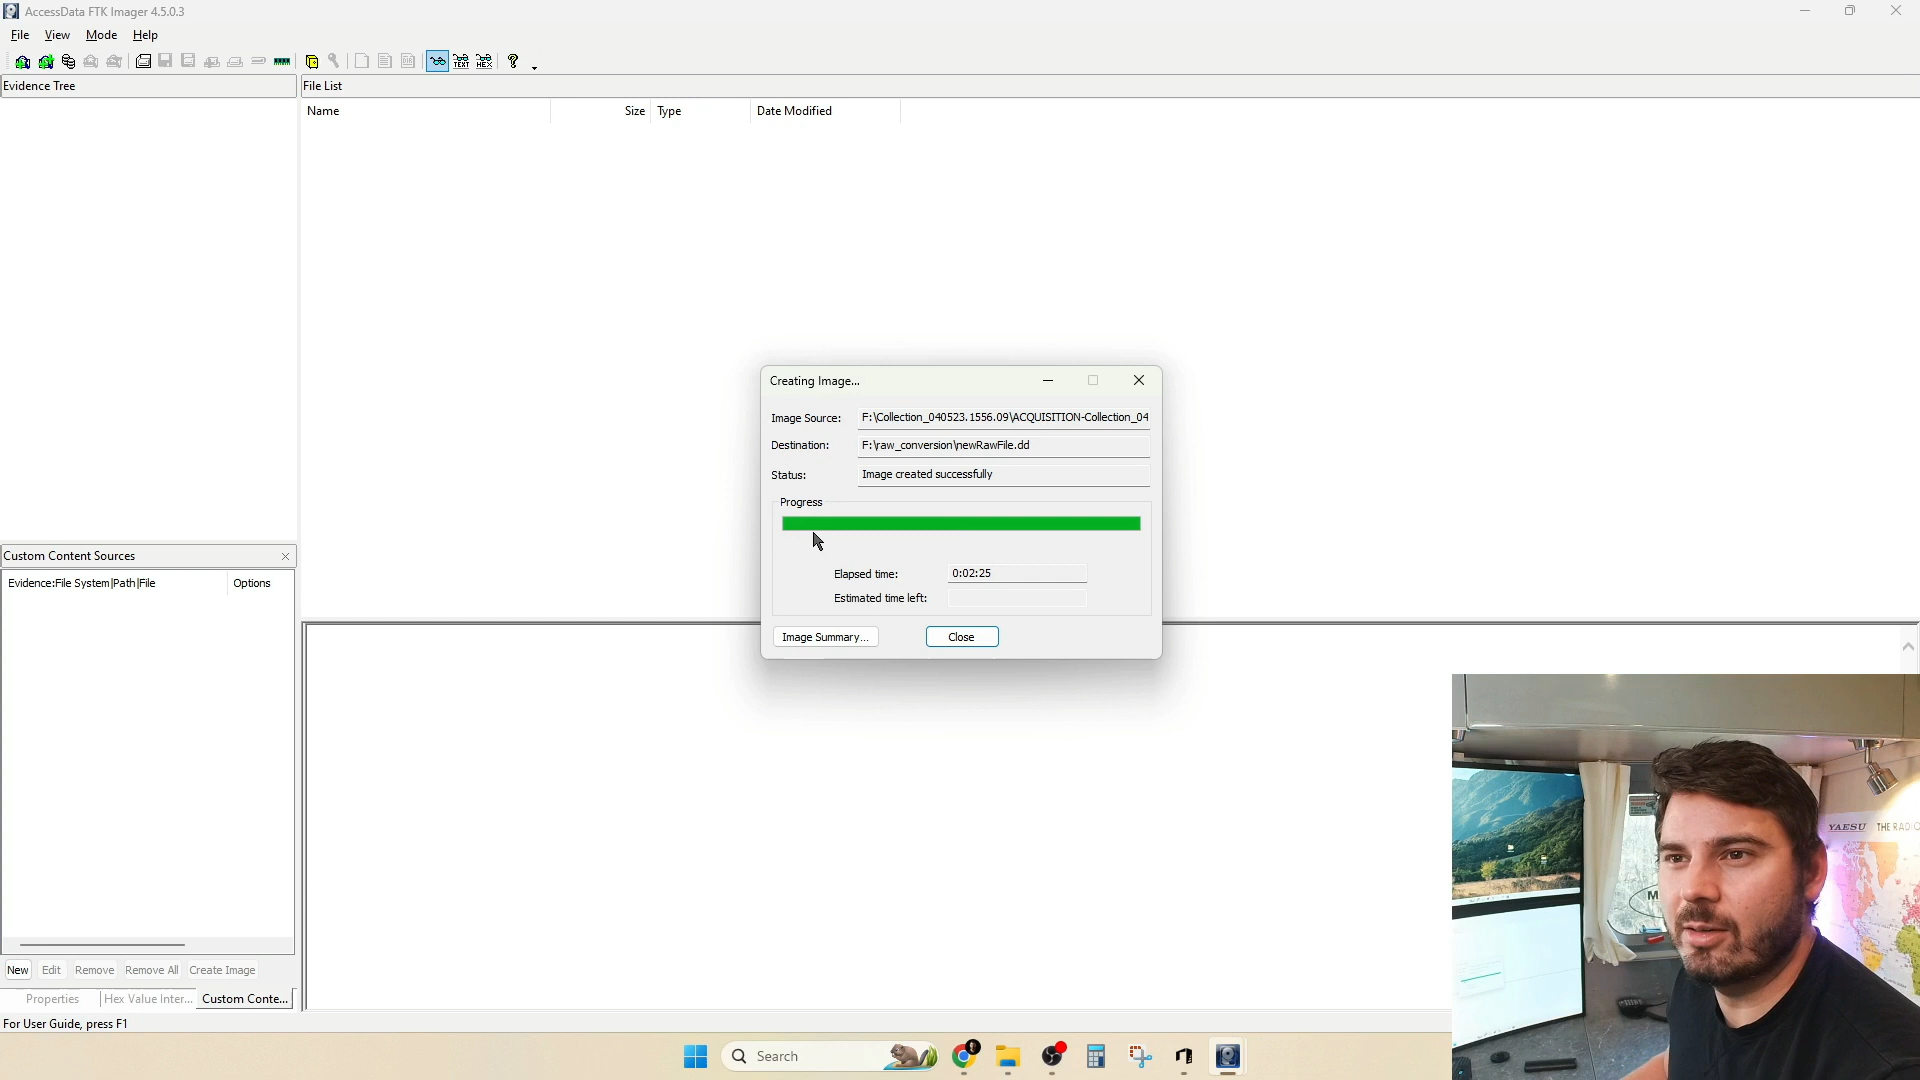 AccessData FTK Imager 4.5.0.3
File View Mode Help
TEXT HEX
Evidence Tree
File List
Name Size Type Date Modified
Creating Image...
Image Source: F:\Collection_040523.1556.09\ACQUISITION-Collection_04
Destination: F:\raw_conversion\newRawFile.dd
Status: Image created successfully
Progress
Elapsed time: 0:02:25
Estimated time left:
Image Summary... Close
Custom Content Sources
Evidence:File System|Path|File Options
New Edit Remove Remove All Create Image
Properties Hex Value Inter... Custom Conte...
For User Guide, press F1
Search
YAESU THE RADIO